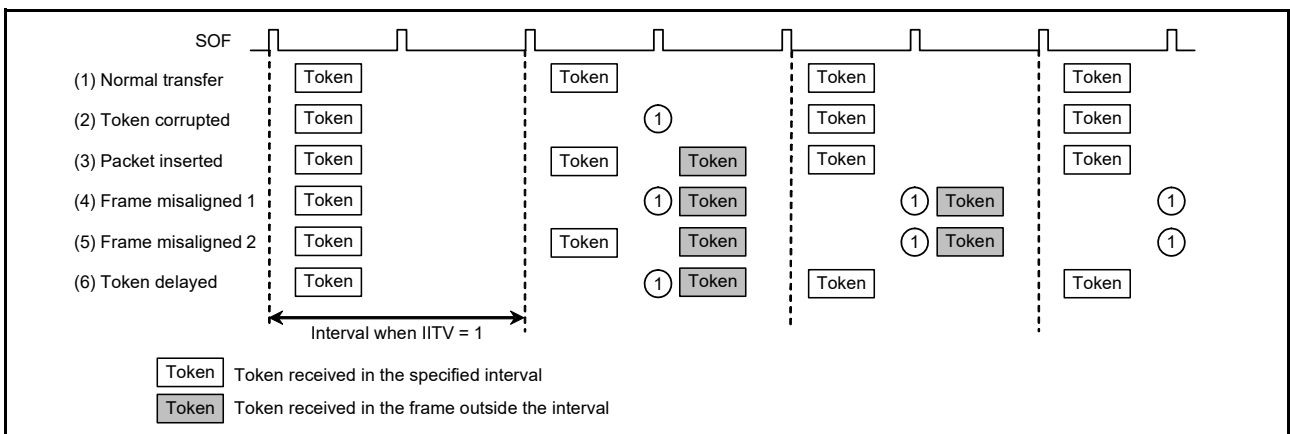 SOF
(1) Normal transfer Token Token Token Token
(2) Token corrupted Token 1 Token Token
(3) Packet inserted Token Token Token Token Token
(4) Frame misaligned 1 Token 1 Token 1 Token 1
(5) Frame misaligned 2 Token Token Token 1 Token 1
(6) Token delayed Token 1 Token Token Token
Interval when IITV = 1
Token Token received in the specified interval
Token Token received in the frame outside the interval